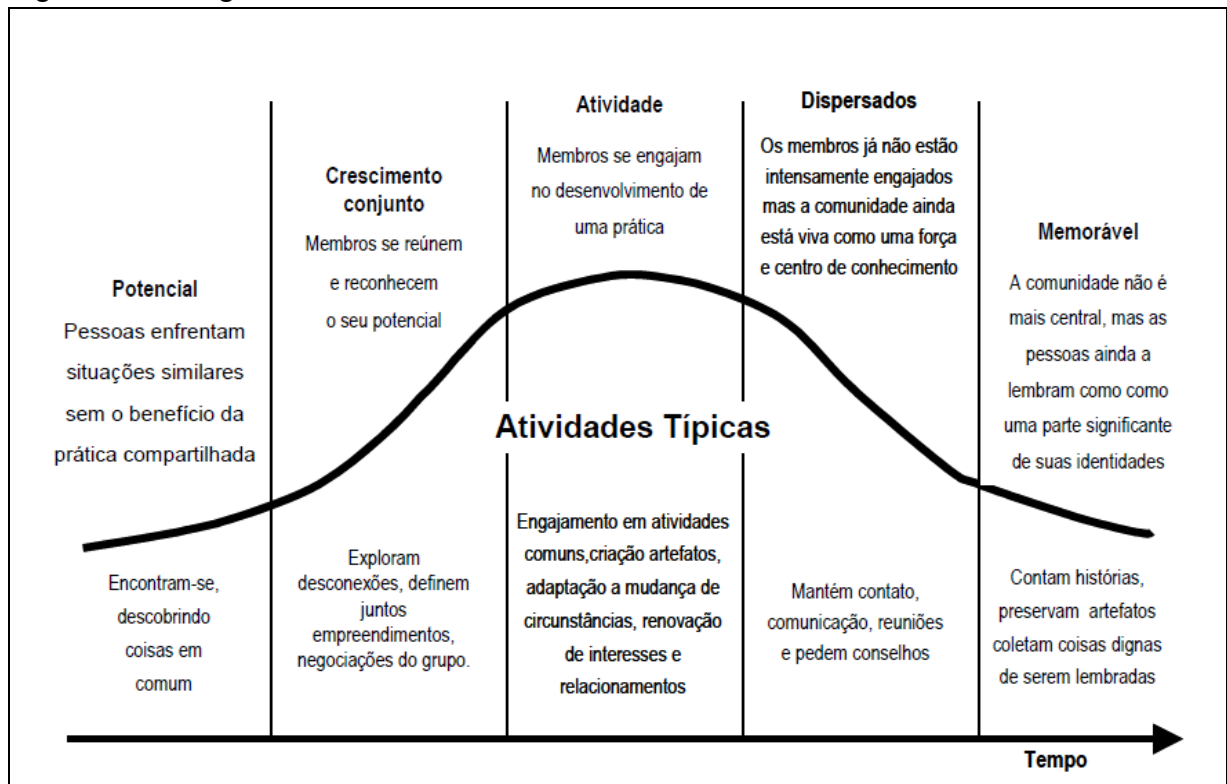 Potencial
Pessoas enfrentam
situações similares
sem o benefício da
prática compartilhada
Crescimento
conjunto
Membros se reúnem
e reconhecem
o seu potencial
Atividade
Membros se engajam
no desenvolvimento de
uma prática
Dispersados
Os membros já não estão
intensamente engajados
mas a comunidade ainda
está viva como uma força
e centro de conhecimento
Memorável
A comunidade não é
mais central, mas as
pessoas ainda a
lembram como como
uma parte significante
de suas identidades
Atividades Típicas
Encontram-se,
descobrindo
coisas em
comum
Exploram
desconexões, definem
juntos
empreendimentos,
negociações do grupo.
Engajamento em atividades
comuns,criação artefatos,
adaptação a mudança de
circunstâncias, renovação
de interesses e
relacionamentos
Mantém contato,
comunicação, reuniões
e pedem conselhos
Contam histórias,
preservam artefatos
coletam coisas dignas
de serem lembradas
Tempo